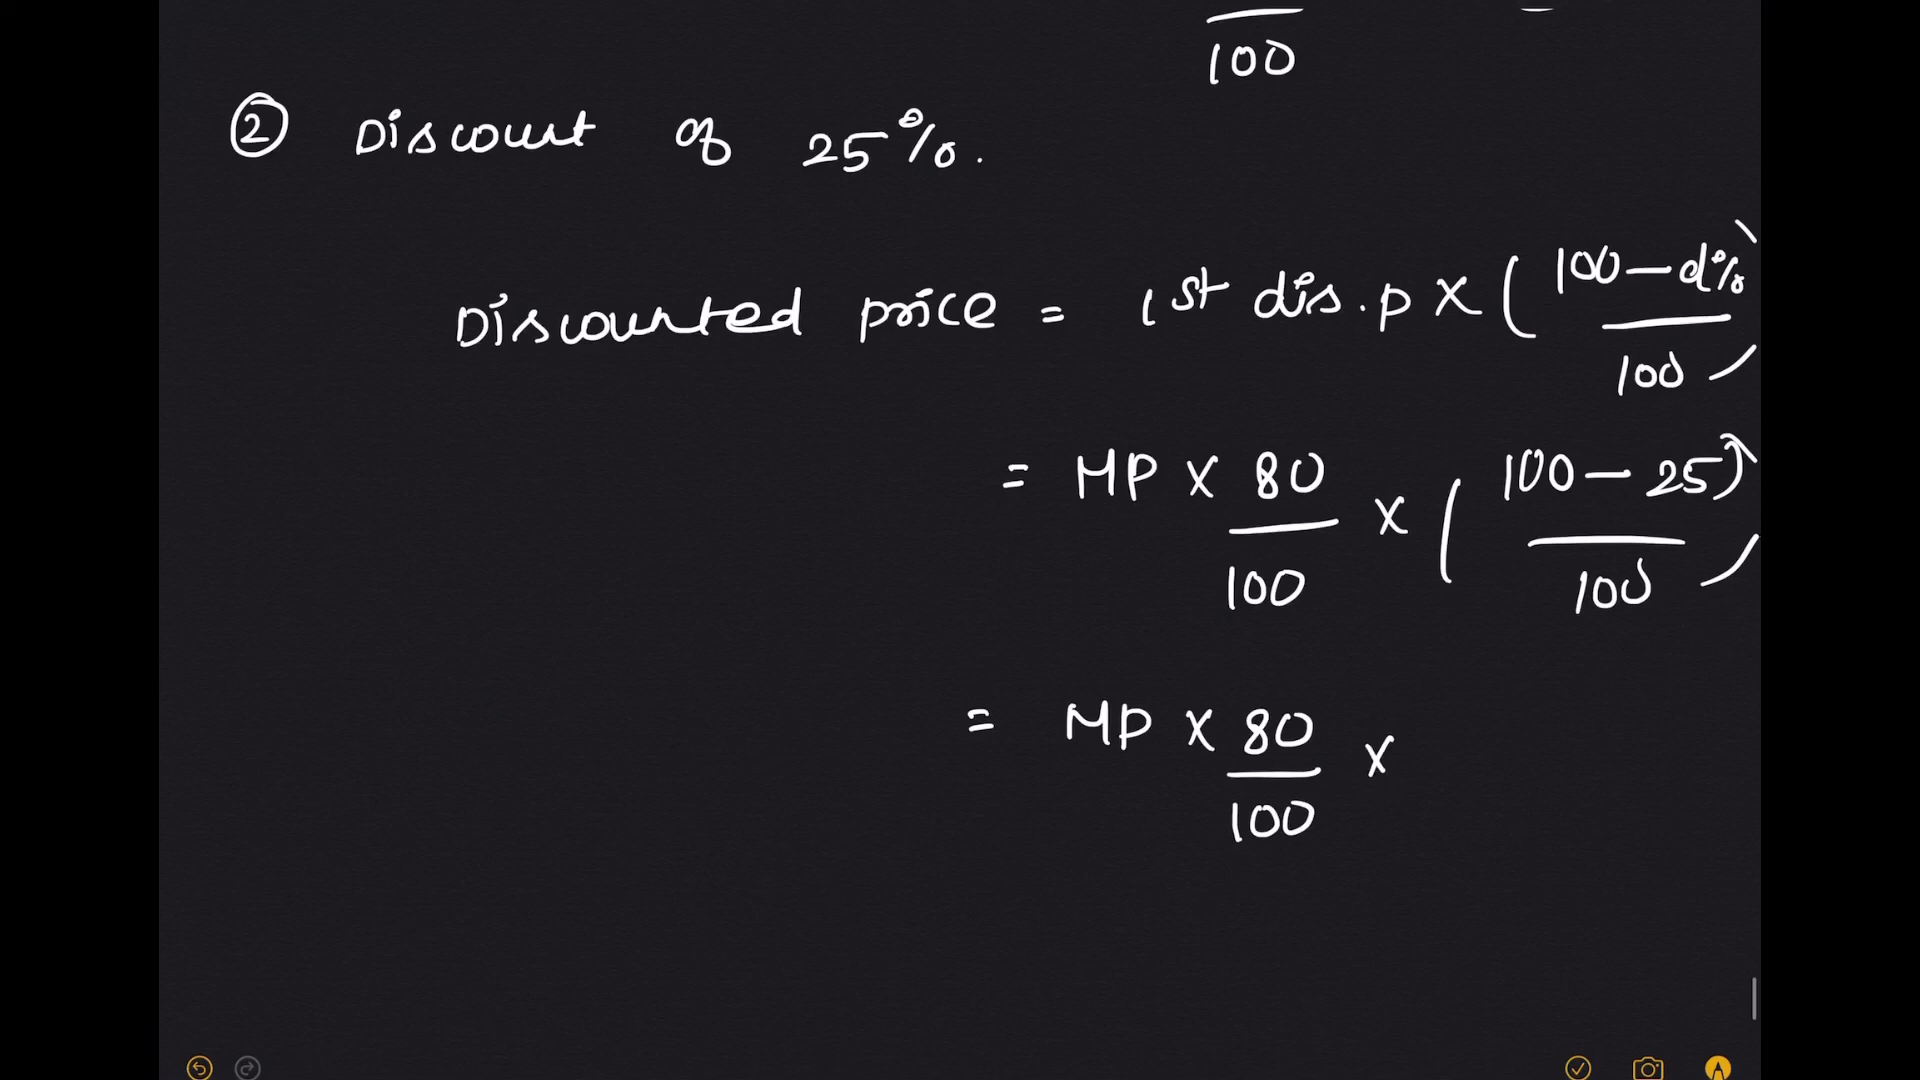 100
② Discount of 25%.
Discounted price = 1st dis.p x ( 100 - d% / 100 )
= MP x 80/100 x ( 100 - 25) / 100 )
= MP x 80/100 x